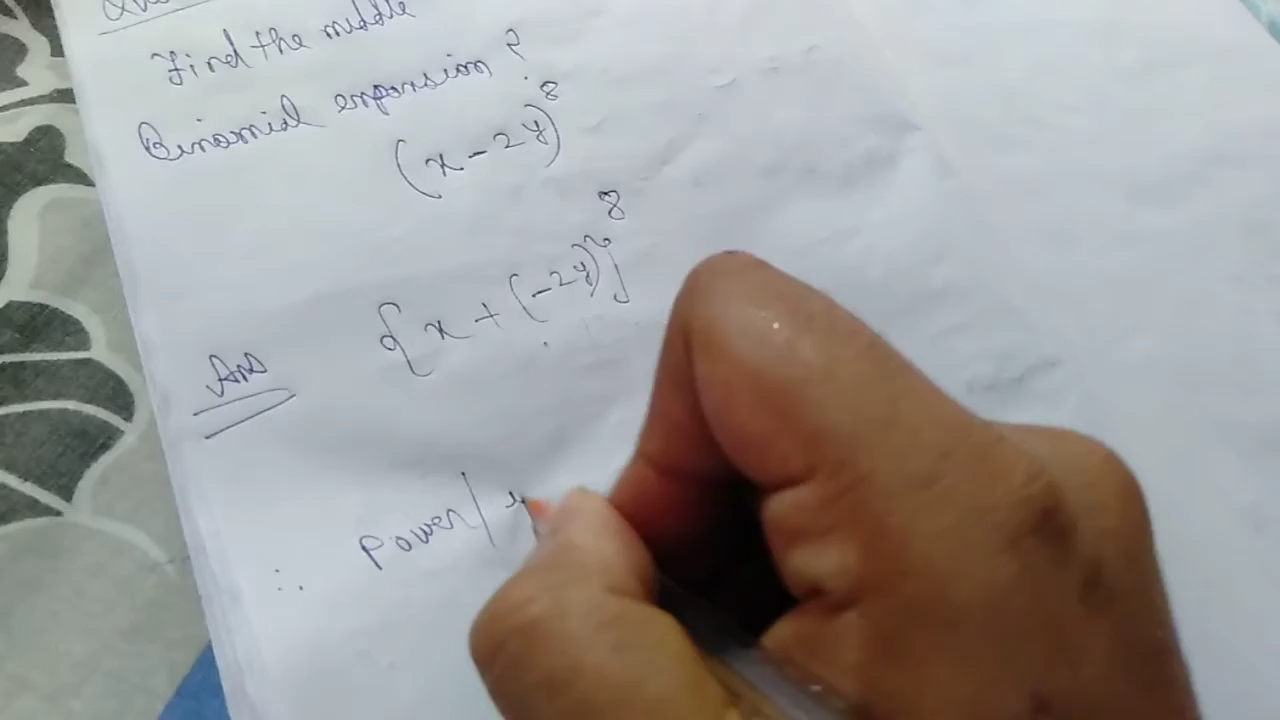 Find the middle
Binomial expansion ?
(x - 2y)^8
Ans
{x + (-2y)}^8
∴ Power/